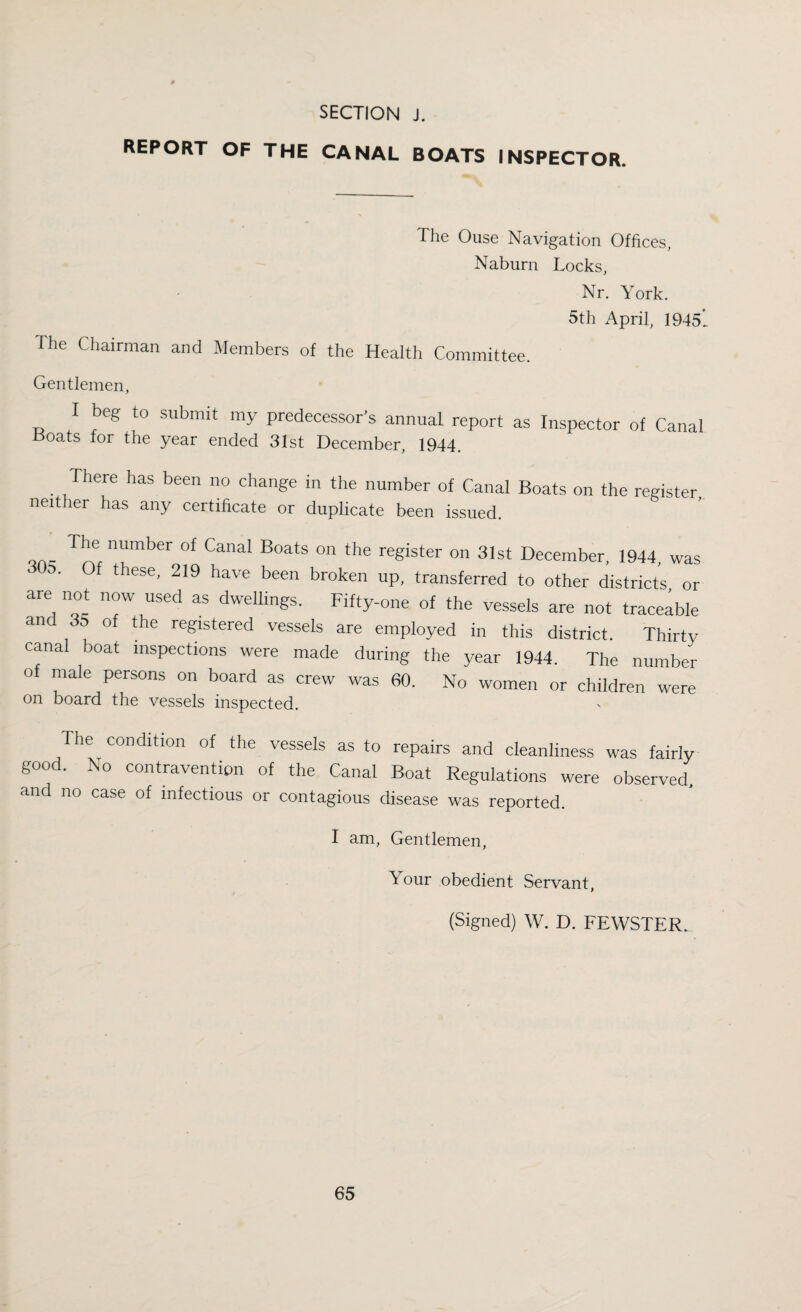 SECTION J.
REPORT OF THE CANAL BOATS INSPECTOR.
The Ouse Navigation Offices,
Naburn Locks,
Nr. York.
5th April, 1945.
The Chairman and Members of the Health Committee.
Gentlemen,
I beg to submit my predecessor's annual report as Inspector of Canal
Boats for the year ended 31st December, 1944.
There has been no change in the number of Canal Boats on the register,
neither has any certificate or duplicate been issued.
The number of Canal Boats on the register on 31st December, 1944, was
305. Of these, 219 have been broken up, transferred to other districts, or
are not now used as dwellings. Fifty-one of the vessels are not traceable
and 35 of the registered vessels are employed in this district. Thirty
canal boat inspections were made during the year 1944. The number
of male persons on board as crew was 60. No women or children were
on board the vessels inspected.
The condition of the vessels as to repairs and cleanliness was fairly
good. No contravention of the Canal Boat Regulations were observed,
and no case of infectious or contagious disease was reported.
I am, Gentlemen,
Your obedient Servant,
(Signed) W. D. FEWSTER.
65